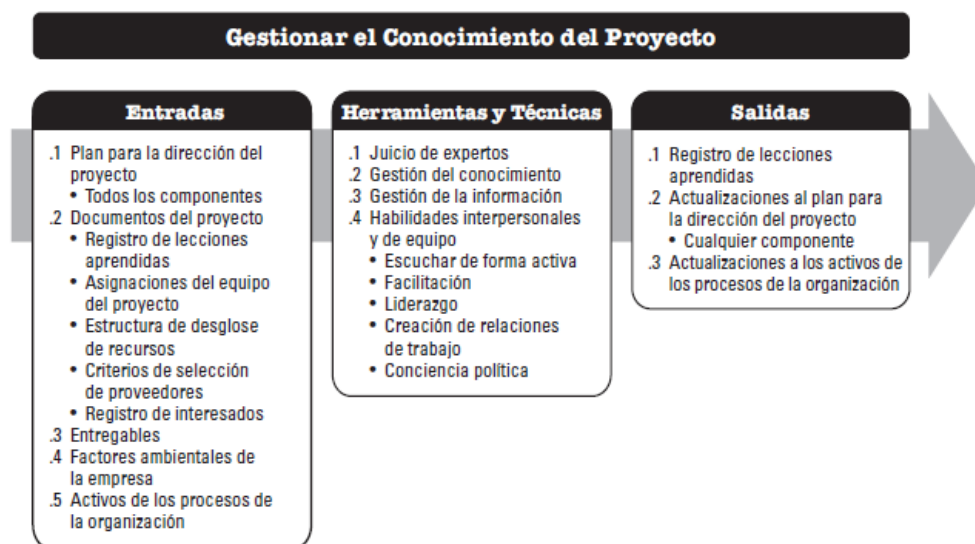 Gestionar el Conocimiento del Proyecto
Entradas
.1 Plan para la dirección del
proyecto
• Todos los componentes
.2 Documentos del proyecto
• Registro de lecciones
aprendidas
• Asignaciones del equipo
del proyecto
• Estructura de desglose
de recursos
• Criterios de selección
de proveedores
• Registro de interesados
.3 Entregables
.4 Factores ambientales de
la empresa
.5 Activos de los procesos de
la organización
Herramientas y Técnicas
.1 Juicio de expertos
.2 Gestión del conocimiento
.3 Gestión de la información
.4 Habilidades interpersonales
y de equipo
• Escuchar de forma activa
• Facilitación
• Liderazgo
• Creación de relaciones
de trabajo
• Conciencia política
Salidas
.1 Registro de lecciones
aprendidas
.2 Actualizaciones al plan para
la dirección del proyecto
• Cualquier componente
.3 Actualizaciones a los activos de
los procesos de la organización